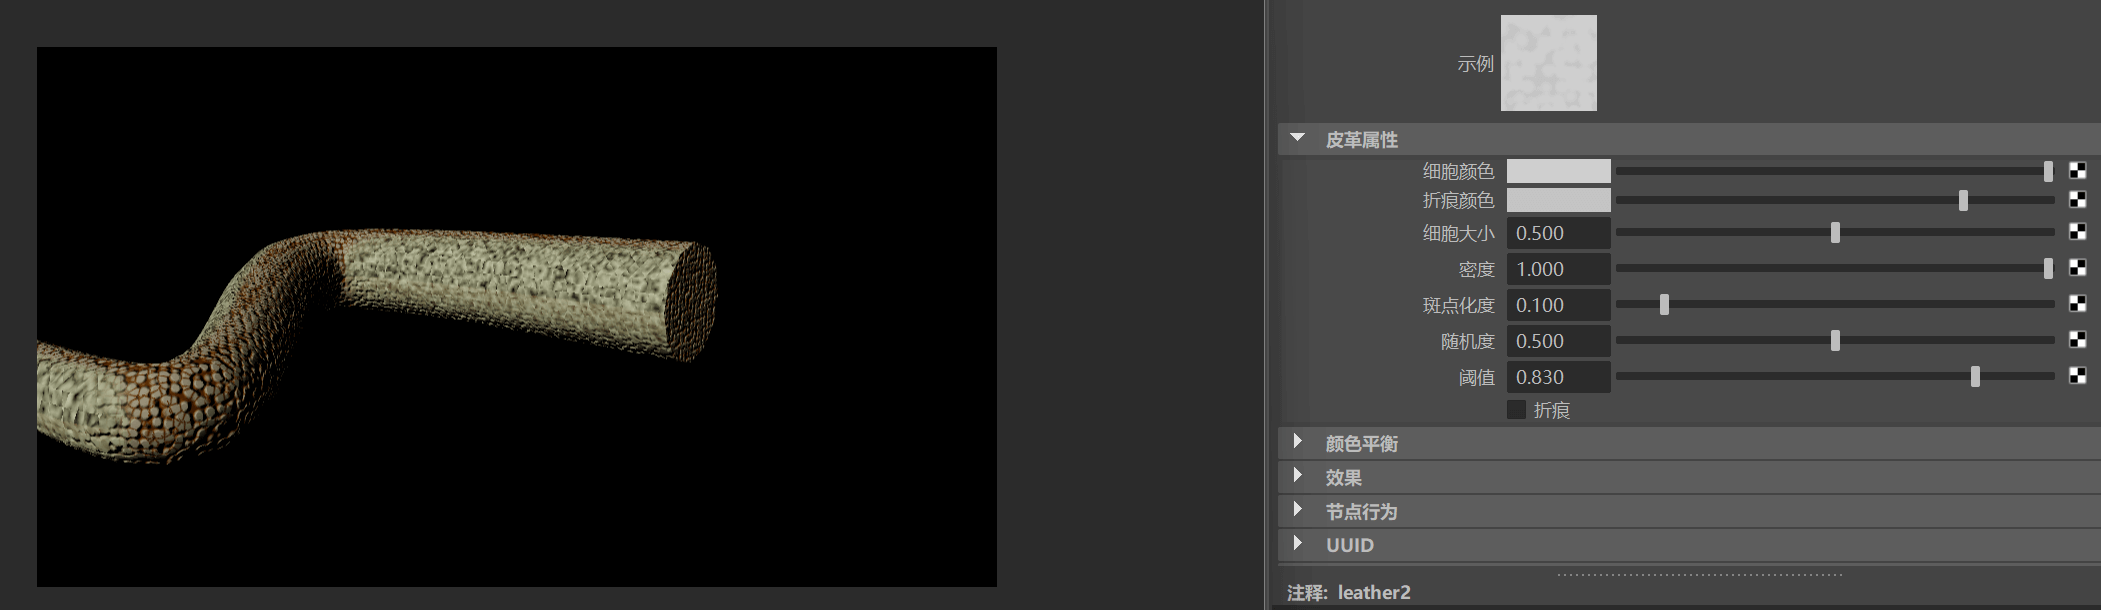 示例
皮革属性
细胞颜色
折痕颜色
细胞大小 0.500
密度 1.000
斑点化度 0.100
随机度 0.500
阈值 0.830
折痕
颜色平衡
效果
节点行为
UUID
注释: leather2